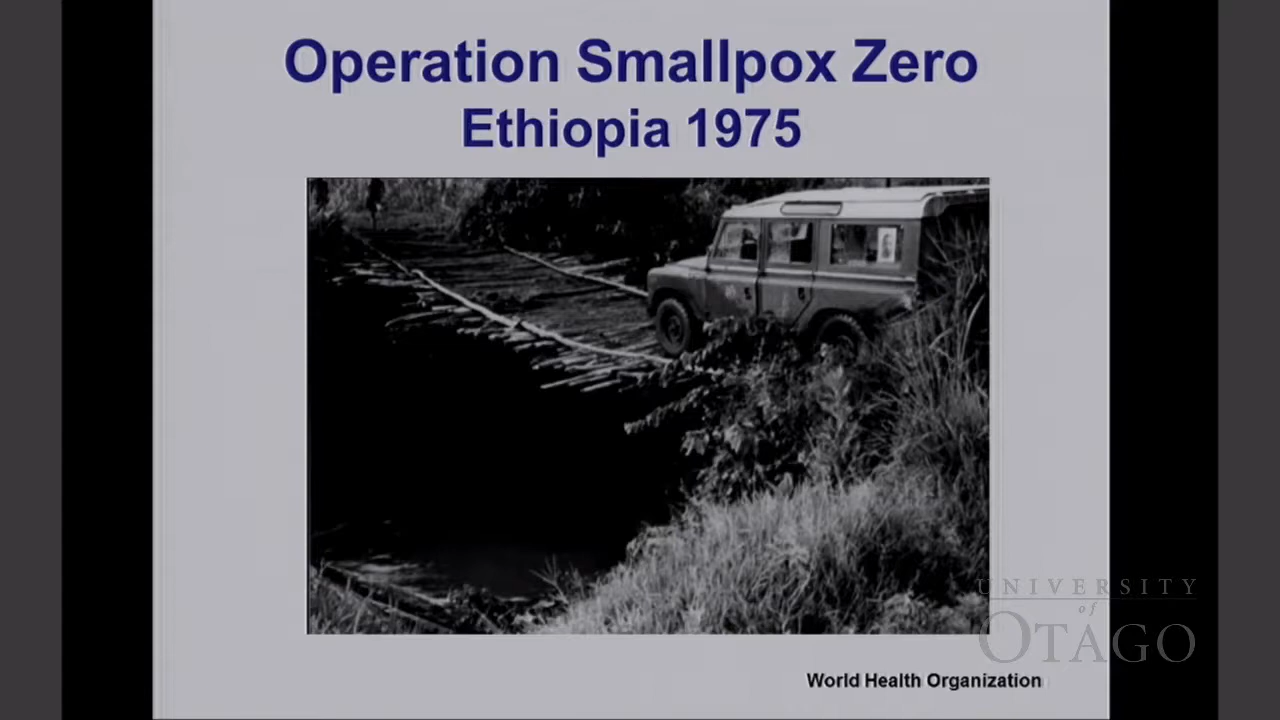 Operation Smallpox Zero
Ethiopia 1975
UNIVERSITY
of
OTAGO
World Health Organization